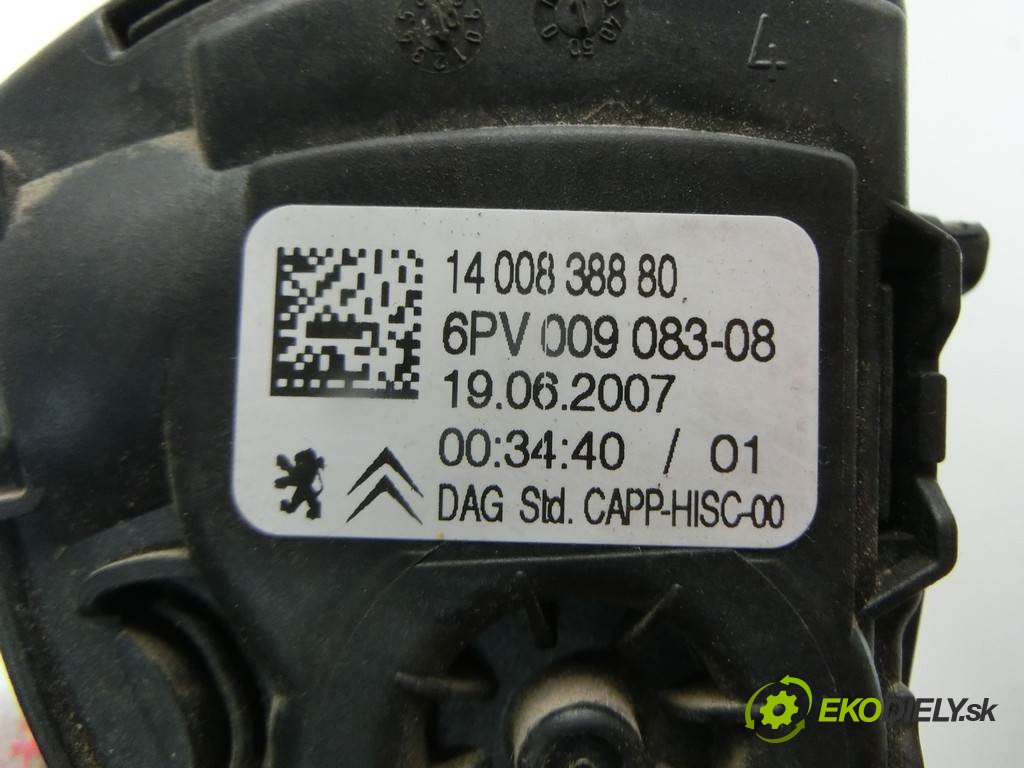 4
14 008 388 80
6PV 009 083-08
19.06.2007
00:34:40 / 01
DAG Std. CAPP-HISC-00
EKODIELY.sk